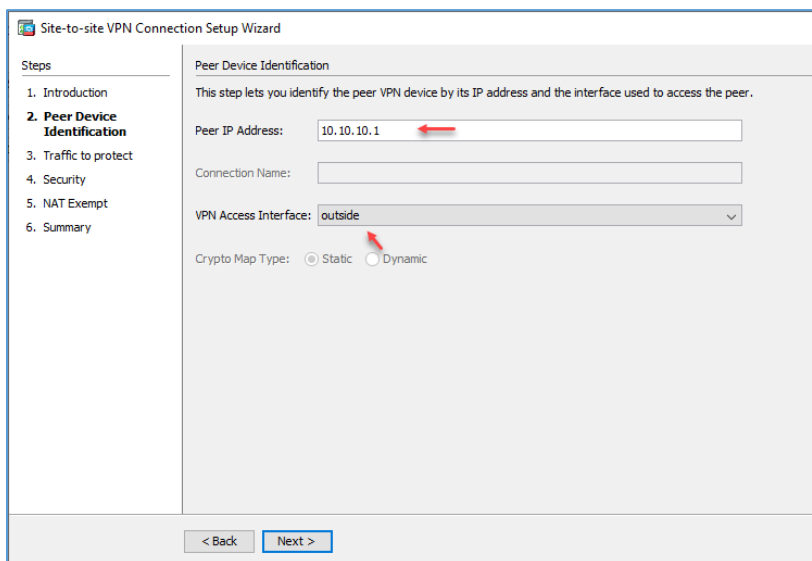 Site-to-site VPN Connection Setup Wizard
Steps
1. Introduction
2. Peer Device
Identification
3. Traffic to protect
4. Security
5. NAT Exempt
6. Summary
Peer Device Identification
This step lets you identify the peer VPN device by its IP address and the interface used to access the peer.
Peer IP Address: 10.10.10.1
Connection Name:
VPN Access Interface: outside
Crypto Map Type: Static Dynamic
< Back Next >